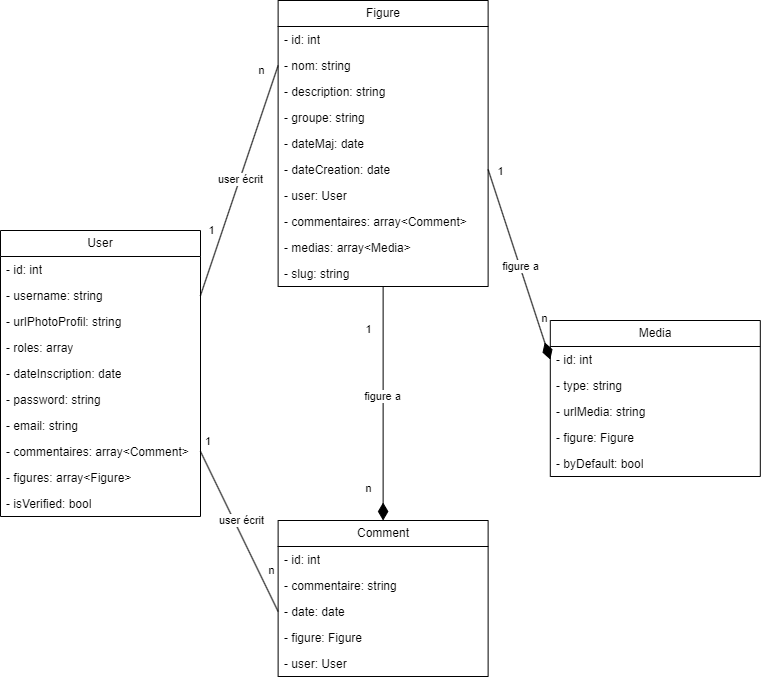 Figure
- id: int
- nom: string
- description: string
- groupe: string
- dateMaj: date
- dateCreation: date
- user: User
- commentaires: array<Comment>
- medias: array<Media>
- slug: string
n
user écrit
1
1
figure a
n
User
- id: int
- username: string
- urlPhotoProfil: string
- roles: array
- dateInscription: date
- password: string
- email: string
- commentaires: array<Comment>
- figures: array<Figure>
- isVerified: bool
1
figure a
n
Media
- id: int
- type: string
- urlMedia: string
- figure: Figure
- byDefault: bool
1
user écrit
n
Comment
- id: int
- commentaire: string
- date: date
- figure: Figure
- user: User